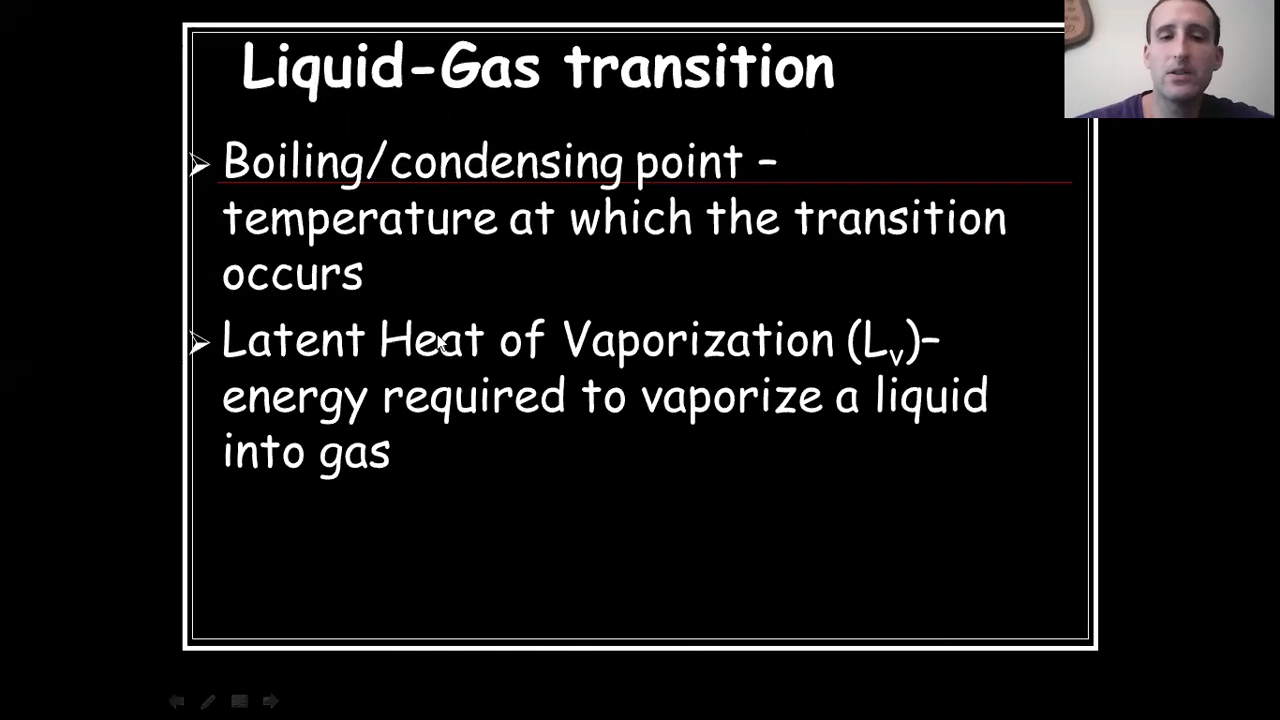 Liquid-Gas transition
➢ Boiling/condensing point –
temperature at which the transition
occurs
➢ Latent Heat of Vaporization (Lᵥ)–
energy required to vaporize a liquid
into gas